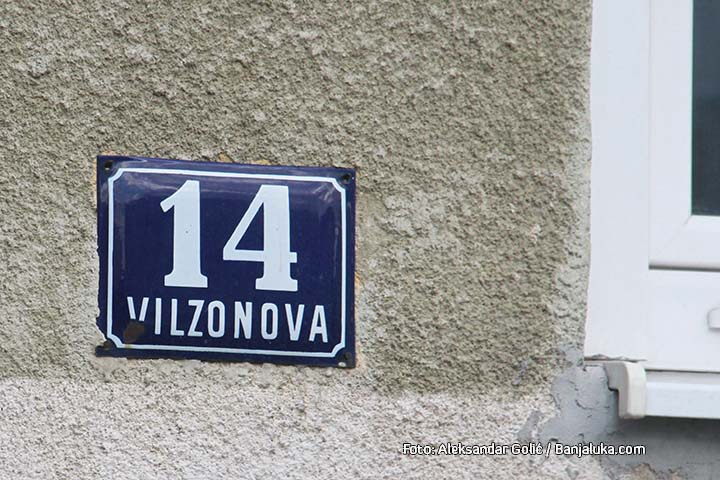 14
VILZONOVA
Foto: Aleksandar Golić / Banjaluka.com